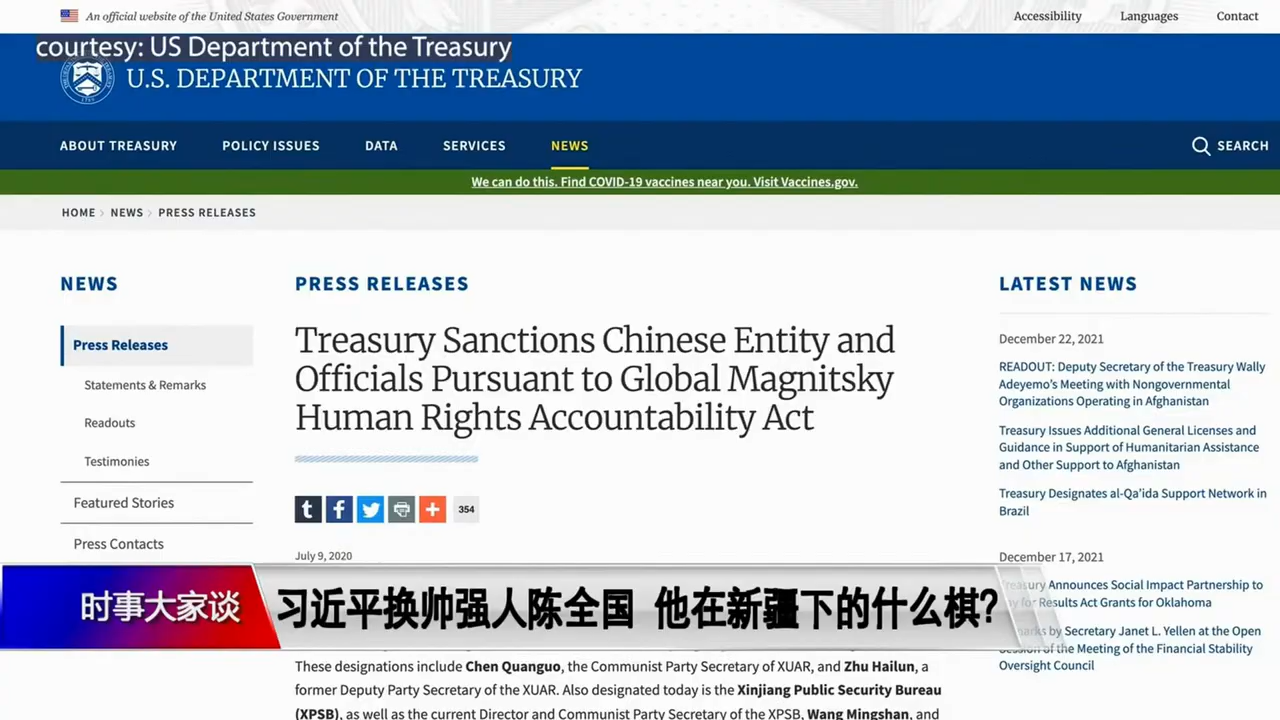 An official website of the United States Government
Accessibility
Languages
Contact
courtesy: US Department of the Treasury
U.S. DEPARTMENT OF THE TREASURY
ABOUT TREASURY
POLICY ISSUES
DATA
SERVICES
NEWS
SEARCH
We can do this. Find COVID-19 vaccines near you. Visit Vaccines.gov.
HOME
NEWS
PRESS RELEASES
NEWS
Press Releases
Statements & Remarks
Readouts
Testimonies
Featured Stories
Press Contacts
PRESS RELEASES
Treasury Sanctions Chinese Entity and
Officials Pursuant to Global Magnitsky
Human Rights Accountability Act
354
July 9, 2020
LATEST NEWS
December 22, 2021
READOUT: Deputy Secretary of the Treasury Wally
Adeyemo's Meeting with Nongovernmental
Organizations Operating in Afghanistan
Treasury Issues Additional General Licenses and
Guidance in Support of Humanitarian Assistance
and Other Support to Afghanistan
Treasury Designates al-Qa'ida Support Network in
Brazil
December 17, 2021
Treasury Announces Social Impact Partnership to
for Results Act Grants for Oklahoma
by Secretary Janet L. Yellen at the Open
Session of the Meeting of the Financial Stability
Oversight Council
时事大家谈
习近平换帅强人陈全国 他在新疆下的什么棋?
These designations include Chen Quanguo, the Communist Party Secretary of XUAR, and Zhu Hailun, a
former Deputy Party Secretary of the XUAR. Also designated today is the Xinjiang Public Security Bureau
(XPSB), as well as the current Director and Communist Party Secretary of the XPSB, Wang Mingshan, and